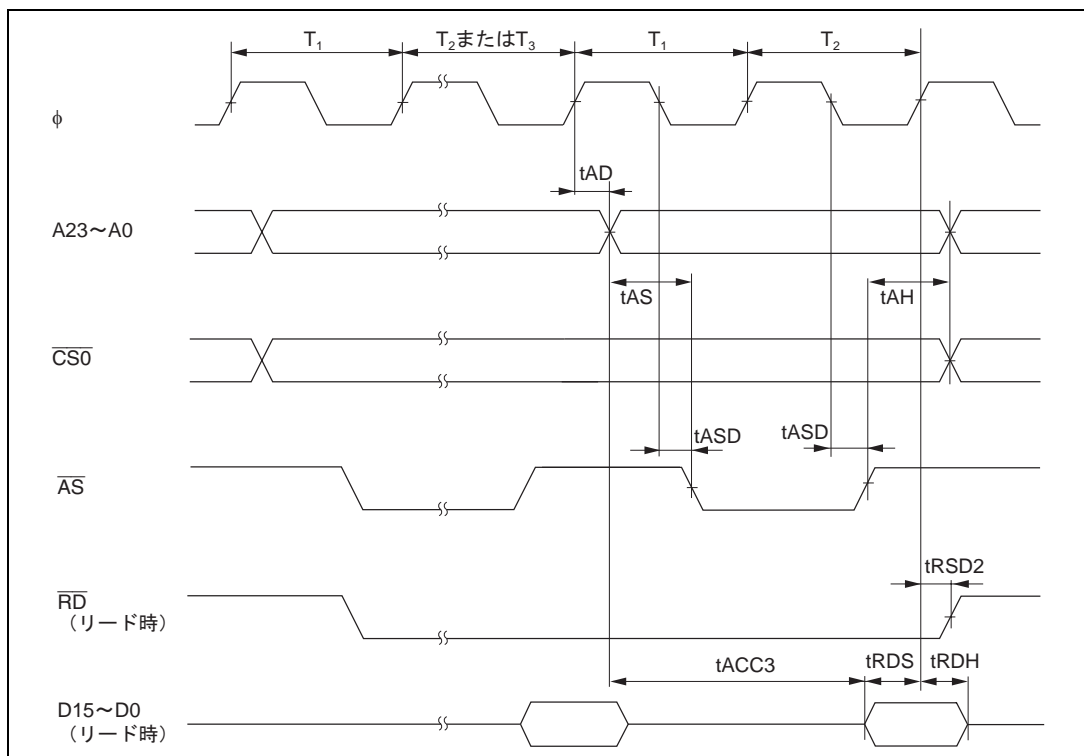 T1 T2またはT3 T1 T2
φ
tAD
A23～A0
tAS tAH
CS0
tASD tASD
AS
tRSD2
RD
（リード時）
tACC3 tRDS tRDH
D15～D0
（リード時）